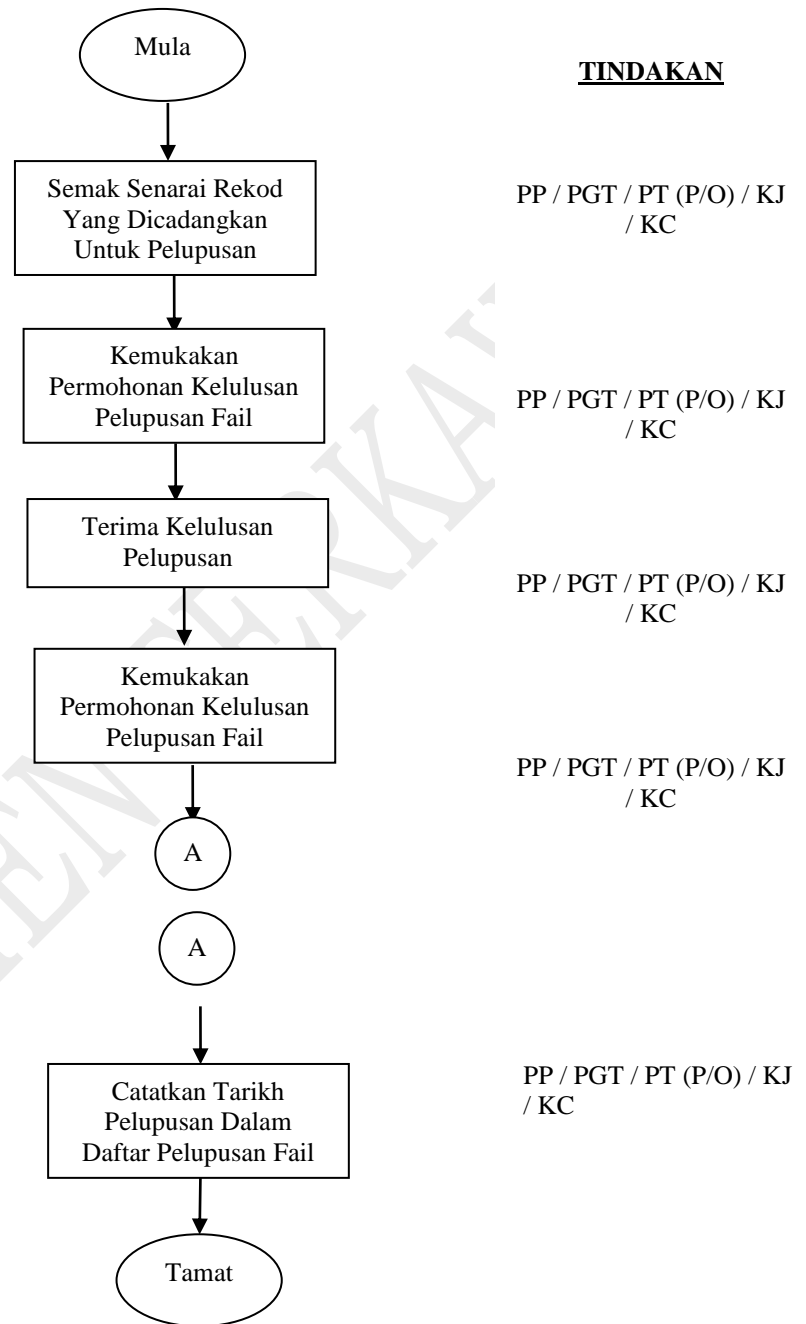 Mula
TINDAKAN
Semak Senarai Rekod
Yang Dicadangkan
Untuk Pelupusan
PP / PGT / PT (P/O) / KJ
/ KC
Kemukakan
Permohonan Kelulusan
Pelupusan Fail
PP / PGT / PT (P/O) / KJ
/ KC
Terima Kelulusan
Pelupusan
PP / PGT / PT (P/O) / KJ
/ KC
Kemukakan
Permohonan Kelulusan
Pelupusan Fail
PP / PGT / PT (P/O) / KJ
/ KC
A
A
Catatkan Tarikh
Pelupusan Dalam
Daftar Pelupusan Fail
PP / PGT / PT (P/O) / KJ
/ KC
Tamat